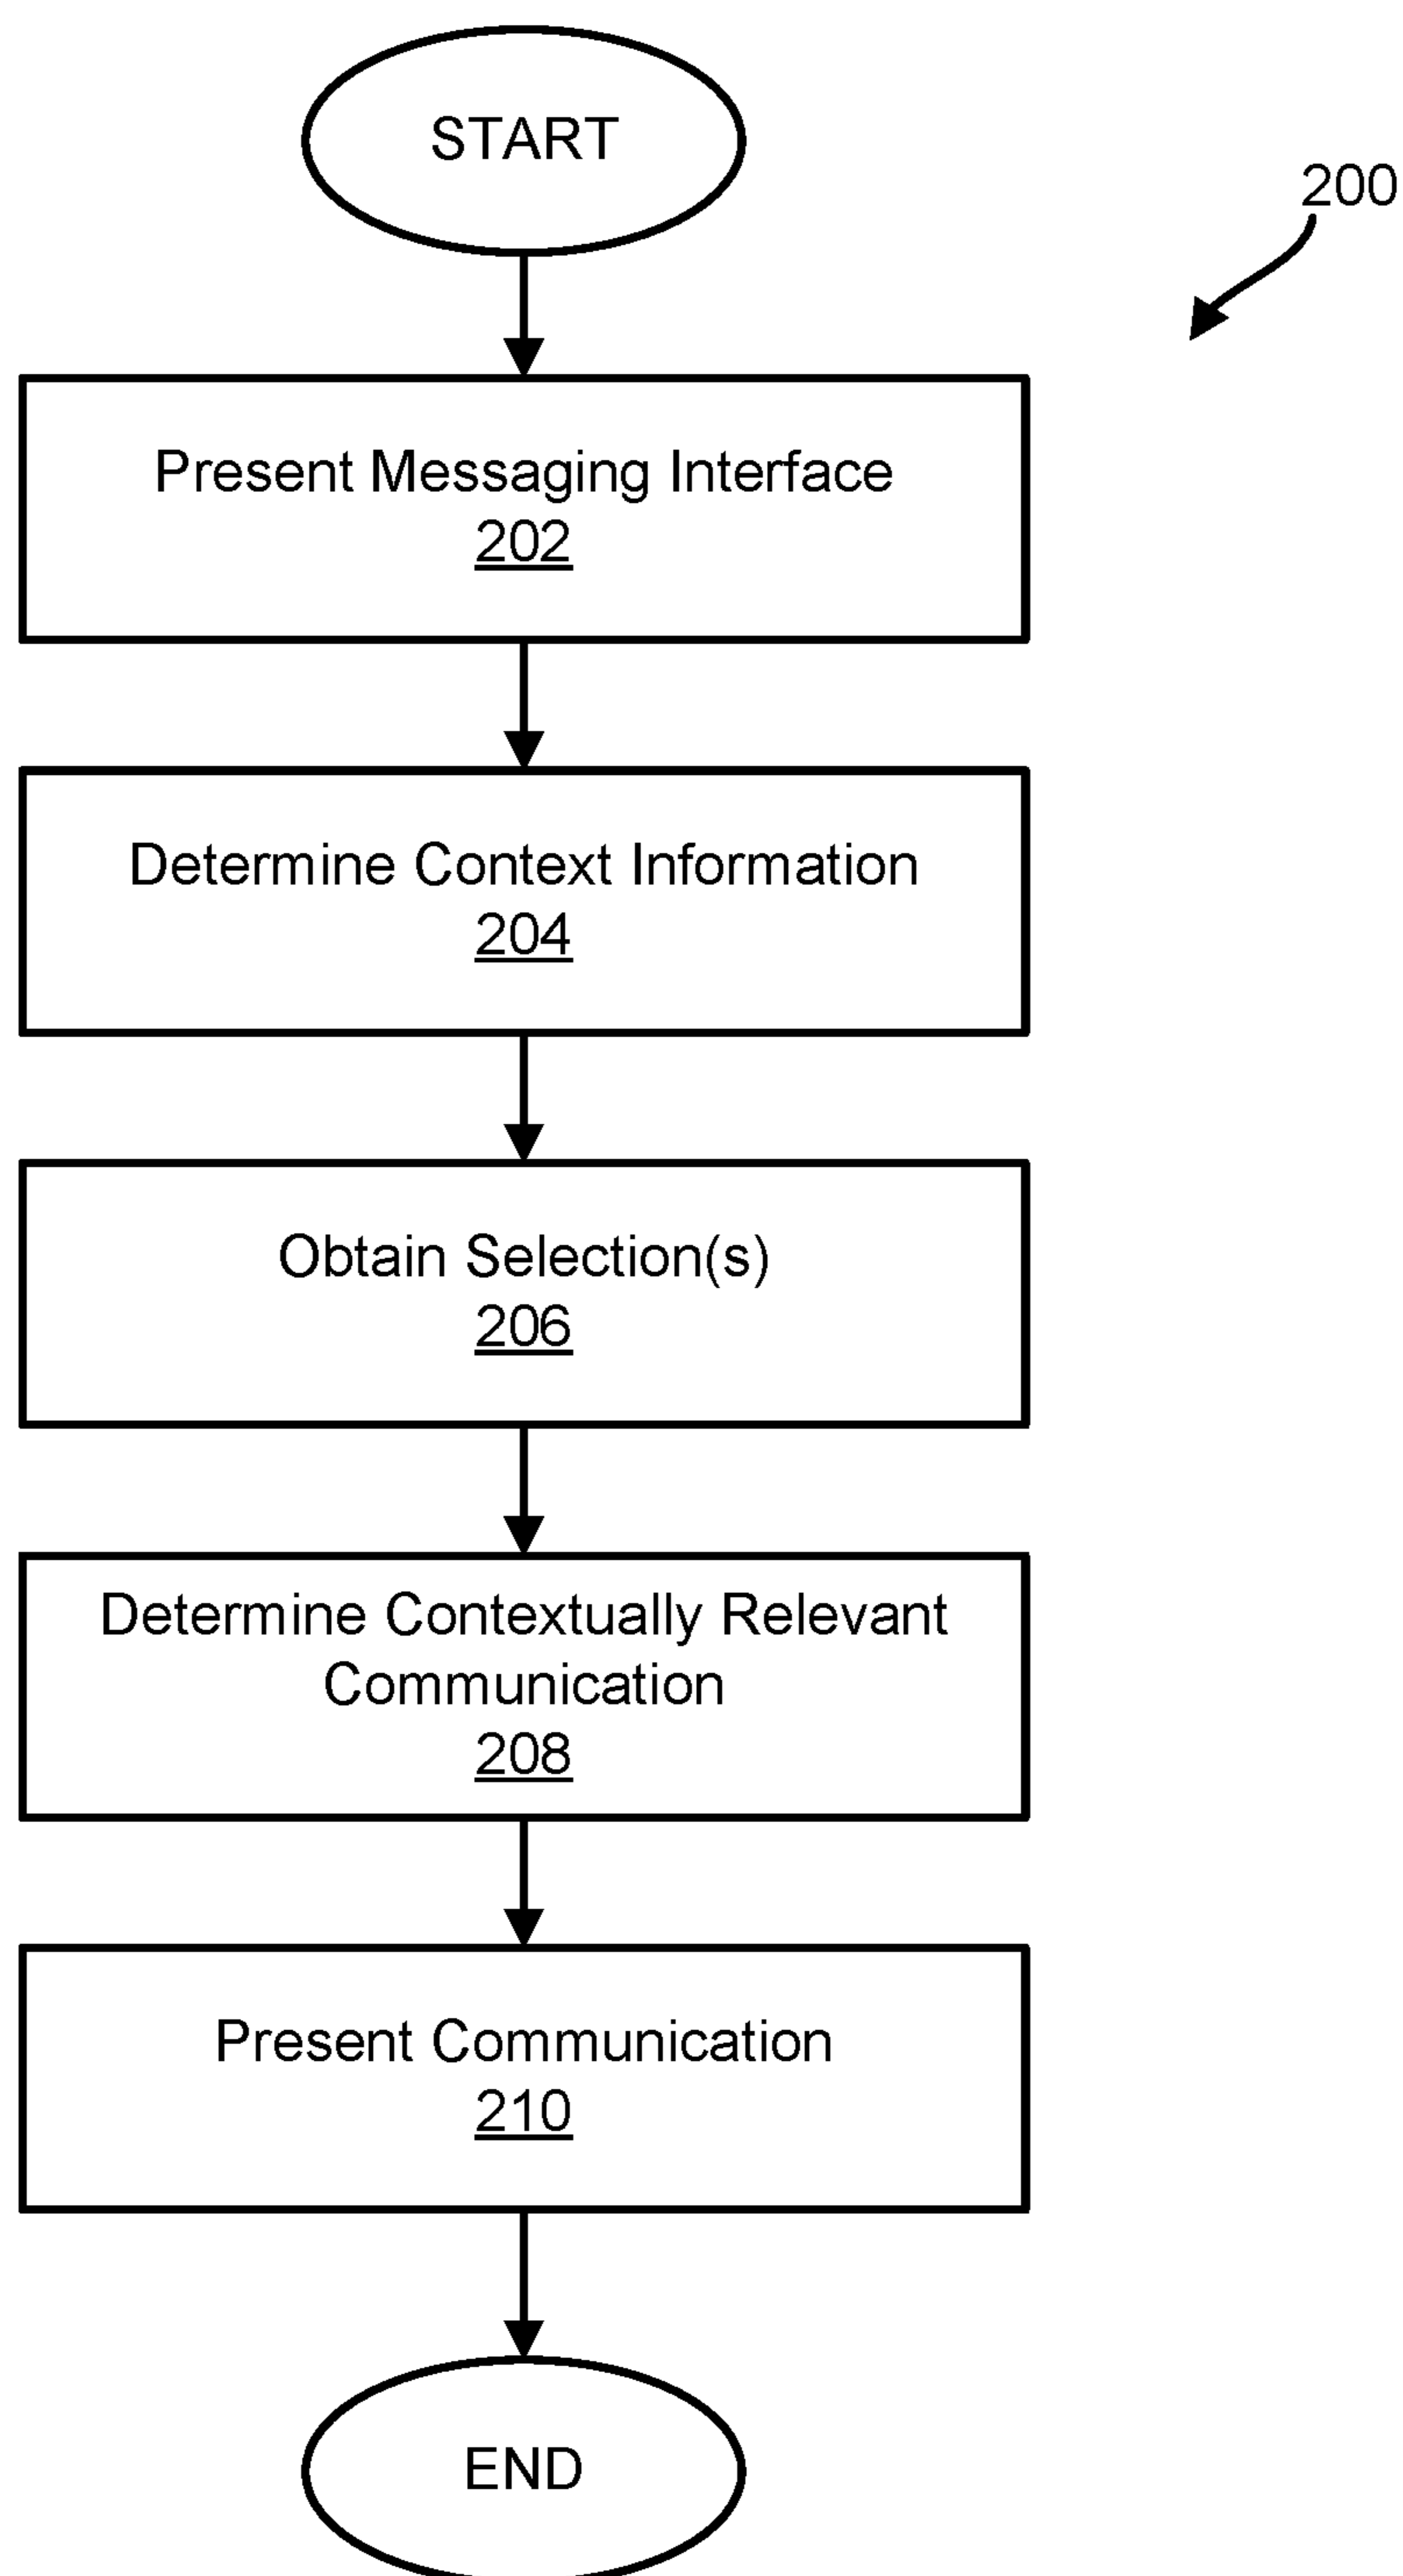 START
200
Present Messaging Interface
202
Determine Context Information
204
Obtain Selection(s)
206
Determine Contextually Relevant
Communication
208
Present Communication
210
END